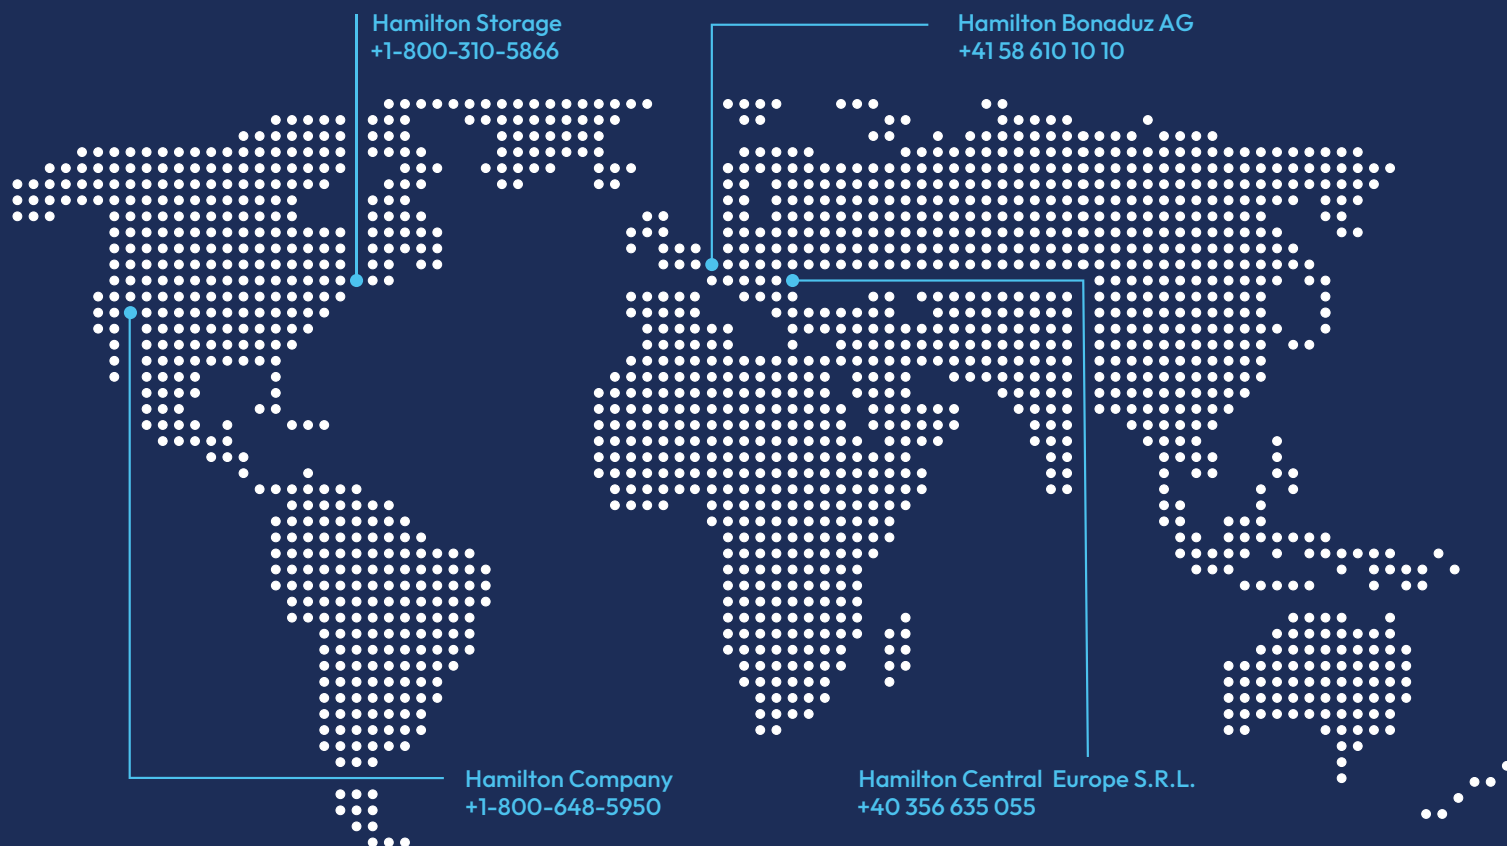 Hamilton Storage
+1-800-310-5866
Hamilton Bonaduz AG
+41 58 610 10 10
Hamilton Company
+1-800-648-5950
Hamilton Central Europe S.R.L.
+40 356 635 055